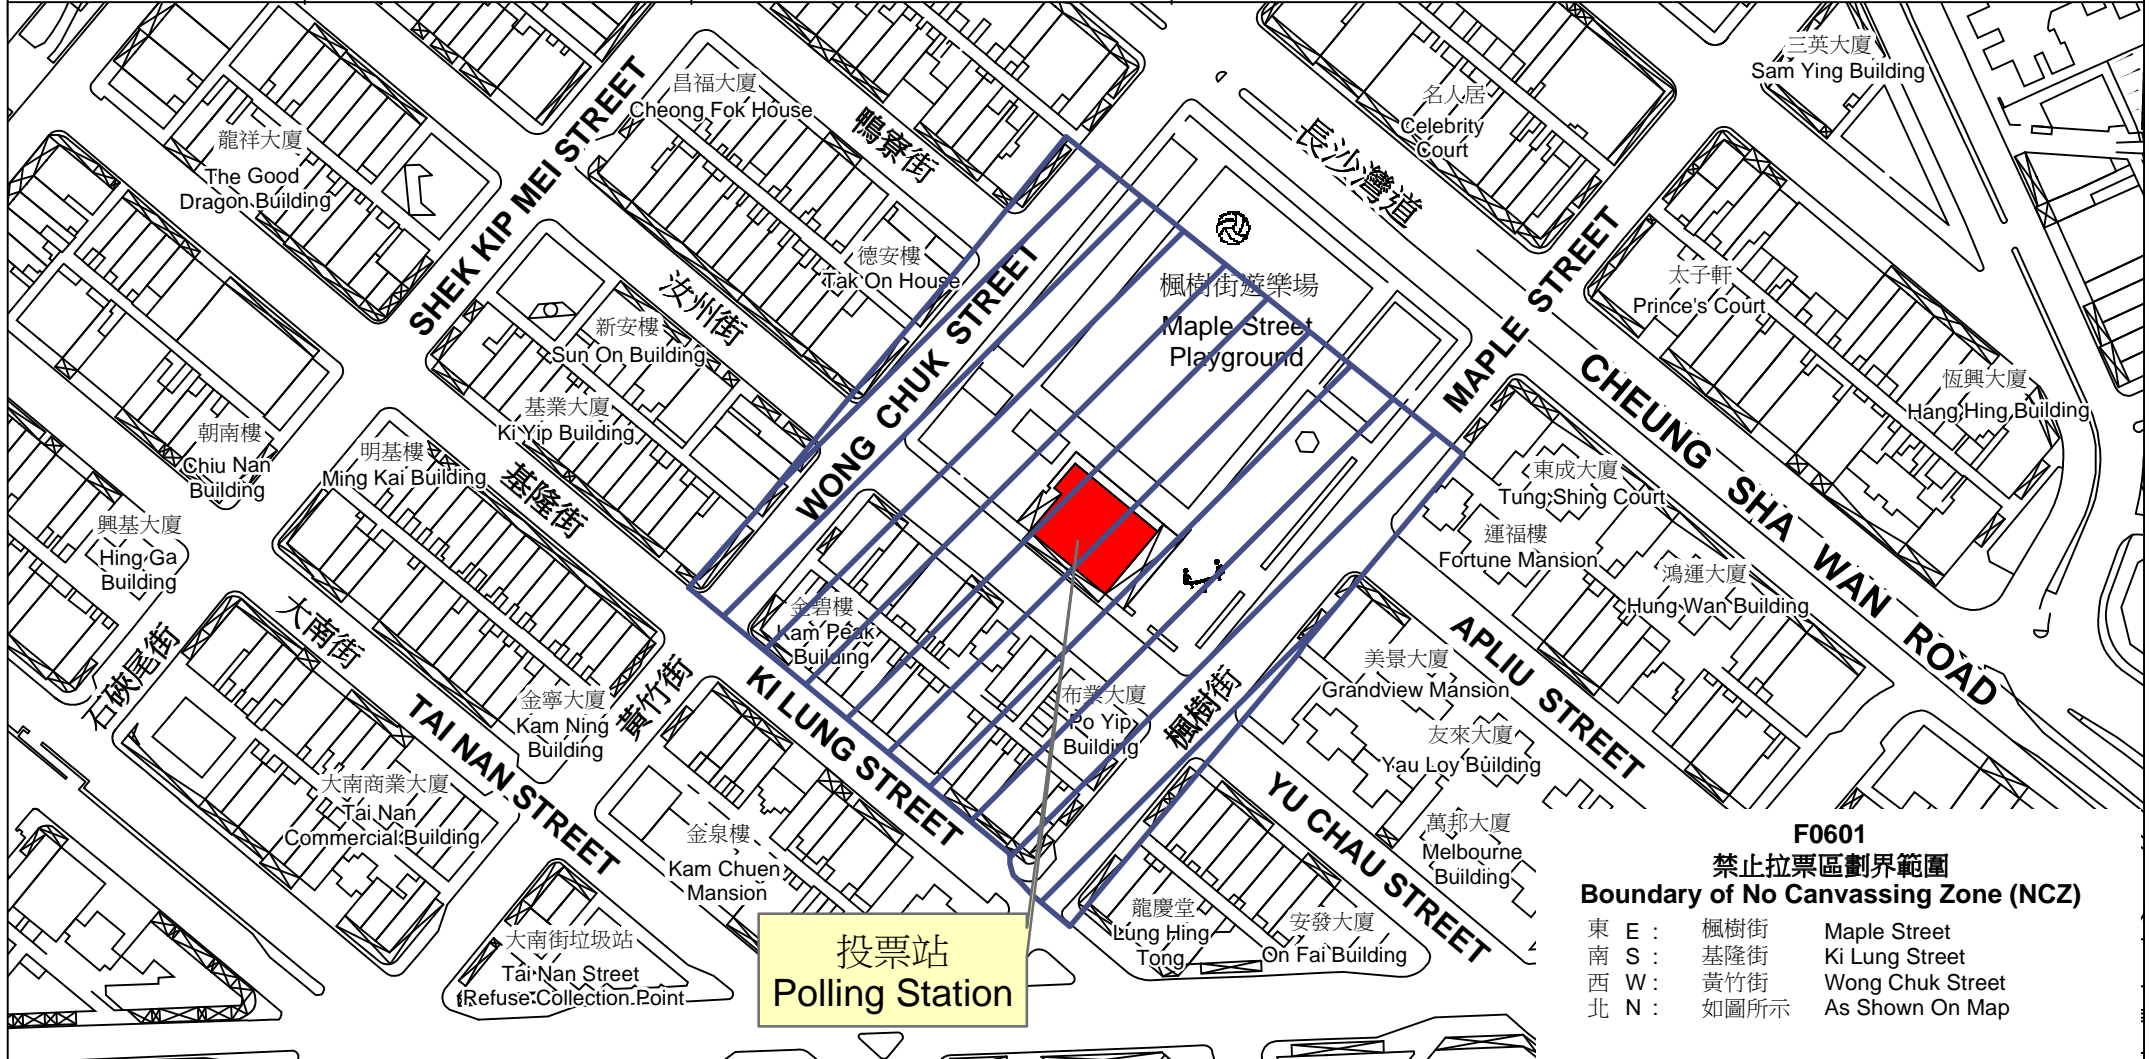 三英大廈
Sam Ying Building
昌福大廈
Cheong Fok House
名人居
Celebrity
Court
鴨寮街
長沙灣道
龍祥大廈
The Good
Dragon Building
SHEK KIP MEI STREET
德安樓
Tak On House
楓樹街遊樂場
Maple Street
Playground
太子軒
Prince's Court
MAPLE STREET
汝州街
新安樓
Sun On Building
WONG CHUK STREET
恆興大廈
Hang Hing Building
基業大廈
Ki Yip Building
CHEUNG SHA WAN ROAD
朝南樓
Chiu Nan
Building
明基樓
Ming Kai Building
基隆街
東成大廈
Tung Shing Court
運福樓
Fortune Mansion
興基大廈
Hing Ga
Building
鴻運大廈
Hung Wan Building
金碧樓
Kam Peak
Building
大南街
石硤尾街
美景大廈
Grandview Mansion
APLIU STREET
金寧大廈
Kam Ning
Building
黃竹街
KI LUNG STREET
布業大廈
Po Yip
Building
楓樹街
友來大廈
Yau Loy Building
TAI NAN STREET
大南商業大廈
Tai Nan
Commercial Building
金泉樓
Kam Chuen
Mansion
YU CHAU STREET
萬邦大廈
Melbourne
Building
龍慶堂
Lung Hing
Tong
安發大廈
On Fai Building
大南街垃圾站
Tai Nan Street
Refuse Collection Point
投票站
Polling Station
F0601
禁止拉票區劃界範圍
Boundary of No Canvassing Zone (NCZ)
東 E : 楓樹街 Maple Street
南 S : 基隆街 Ki Lung Street
西 W : 黃竹街 Wong Chuk Street
北 N : 如圖所示 As Shown On Map